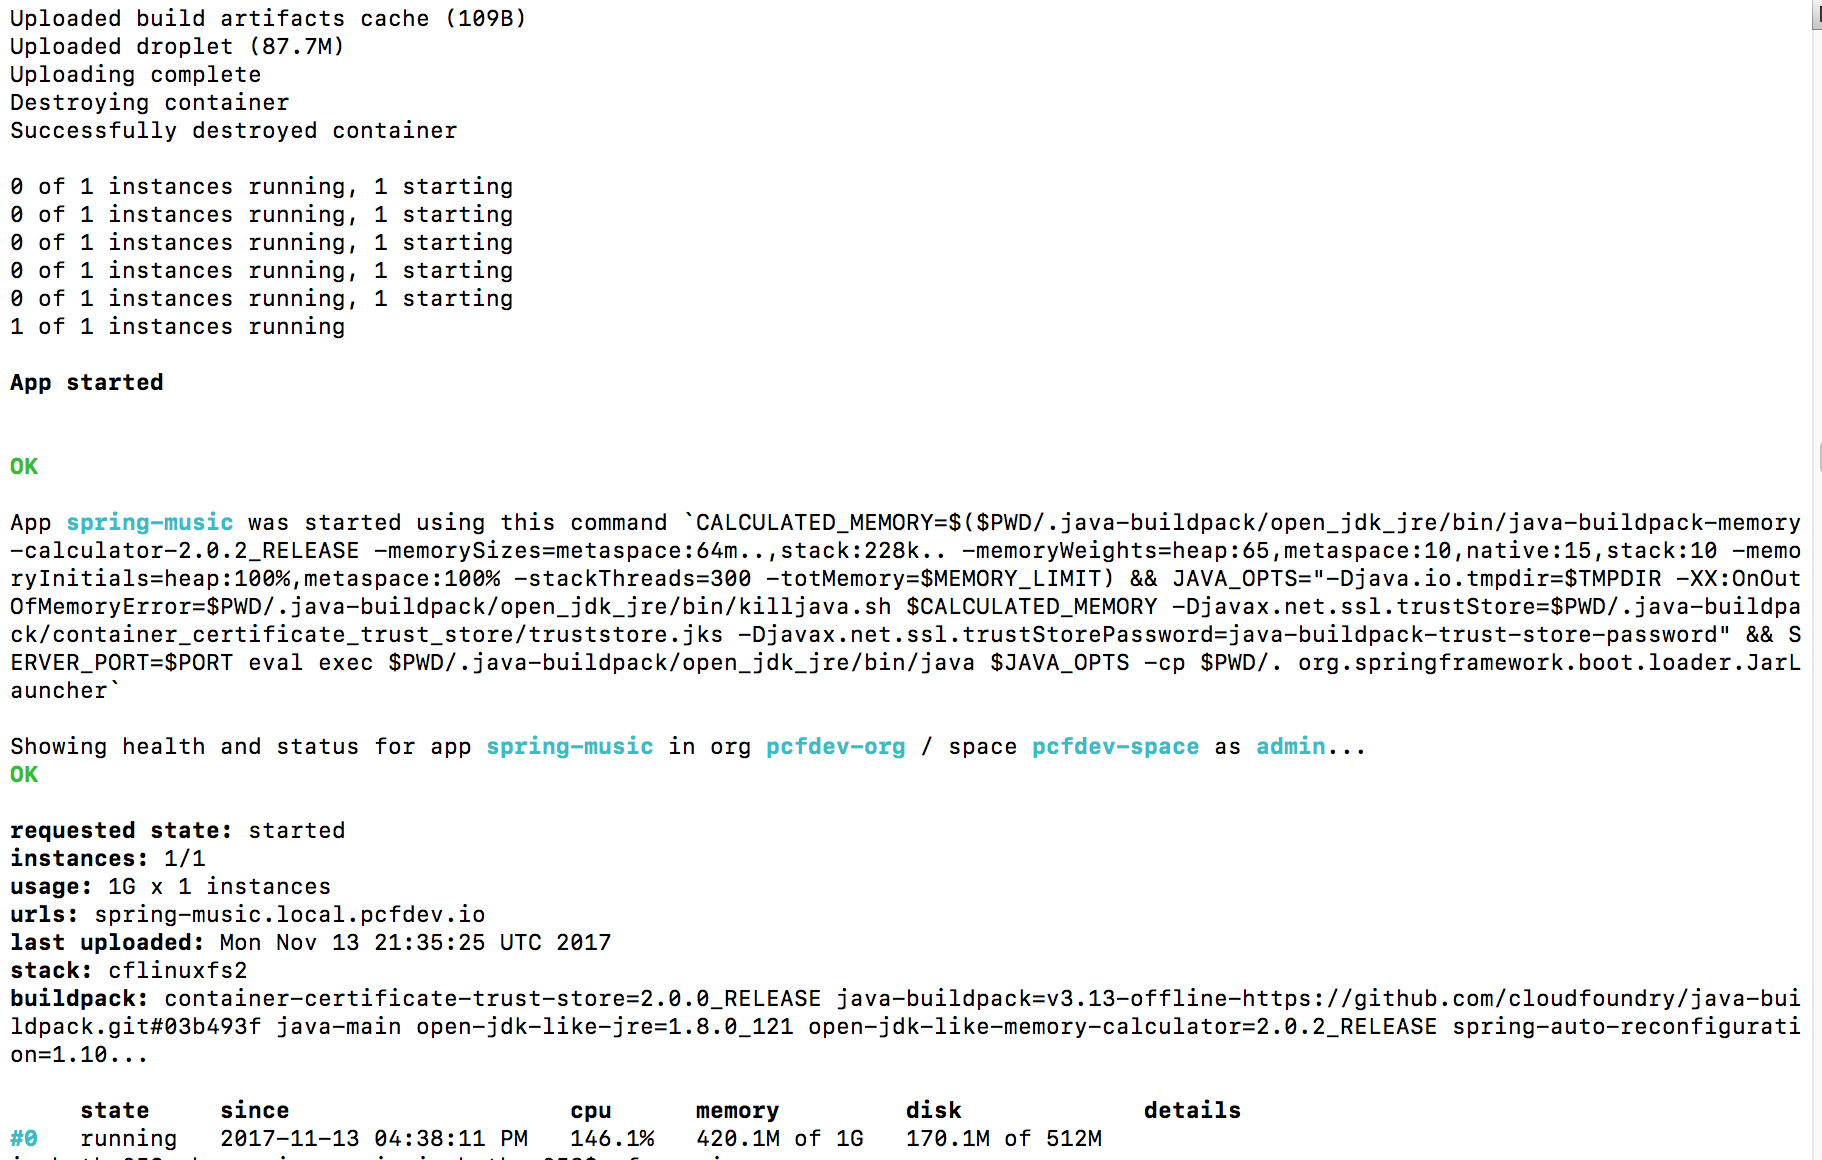 Uploaded build artifacts cache (109B)
Uploaded droplet (87.7M)
Uploading complete
Destroying container
Successfully destroyed container
0 of 1 instances running, 1 starting
0 of 1 instances running, 1 starting
0 of 1 instances running, 1 starting
0 of 1 instances running, 1 starting
0 of 1 instances running, 1 starting
1 of 1 instances running
App started
OK
App spring-music was started using this command `CALCULATED_MEMORY=$($PWD/.java-buildpack/open_jdk_jre/bin/java-buildpack-memory
-calculator-2.0.2_RELEASE -memorySizes=metaspace:64m..,stack:228k.. -memoryWeights=heap:65,metaspace:10,native:15,stack:10 -memo
ryInitials=heap:100%,metaspace:100% -stackThreads=300 -totMemory=$MEMORY_LIMIT) && JAVA_OPTS="-Djava.io.tmpdir=$TMPDIR -XX:OnOut
OfMemoryError=$PWD/.java-buildpack/open_jdk_jre/bin/killjava.sh $CALCULATED_MEMORY -Djavax.net.ssl.trustStore=$PWD/.java-buildpa
ck/container_certificate_trust_store/truststore.jks -Djavax.net.ssl.trustStorePassword=java-buildpack-trust-store-password" && S
ERVER_PORT=$PORT eval exec $PWD/.java-buildpack/open_jdk_jre/bin/java $JAVA_OPTS -cp $PWD/. org.springframework.boot.loader.JarL
auncher`
Showing health and status for app spring-music in org pcfdev-org / space pcfdev-space as admin...
OK
requested state: started
instances: 1/1
usage: 1G x 1 instances
urls: spring-music.local.pcfdev.io
last uploaded: Mon Nov 13 21:35:25 UTC 2017
stack: cflinuxfs2
buildpack: container-certificate-trust-store=2.0.0_RELEASE java-buildpack=v3.13-offline-https://github.com/cloudfoundry/java-bui
ldpack.git#03b493f java-main open-jdk-like-jre=1.8.0_121 open-jdk-like-memory-calculator=2.0.2_RELEASE spring-auto-reconfigurati
on=1.10...
state since cpu memory disk details
#0 running 2017-11-13 04:38:11 PM 146.1% 420.1M of 1G 170.1M of 512M